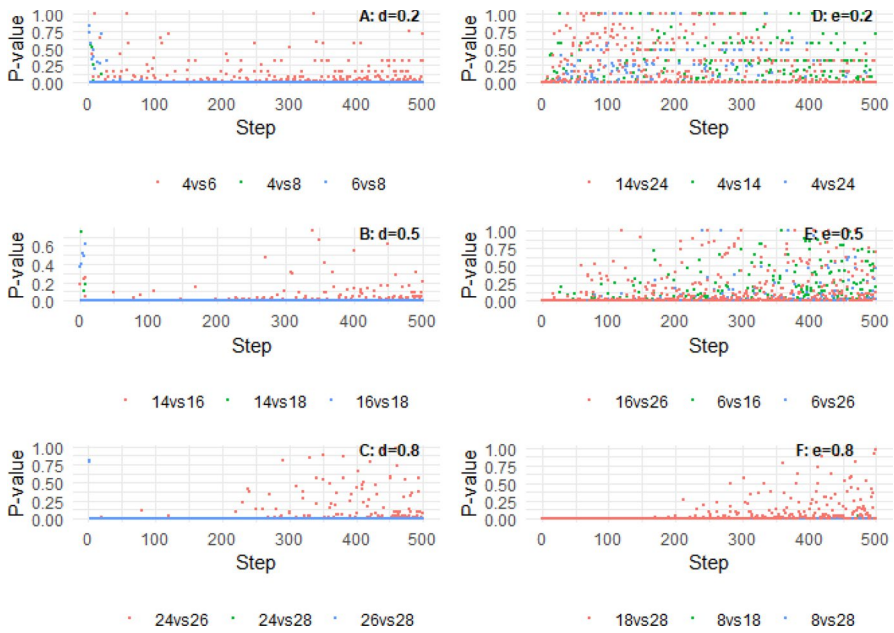 A: d=0.2
P-value
1.00
0.75
0.50
0.25
0.00
0 100 200 300 400 500
Step
4vs6 4vs8 6vs8
D: e=0.2
P-value
1.00
0.75
0.50
0.25
0.00
0 100 200 300 400 500
Step
14vs24 4vs14 4vs24
B: d=0.5
P-value
0.6
0.4
0.2
0.0
0 100 200 300 400 500
Step
14vs16 14vs18 16vs18
E: e=0.5
P-value
1.00
0.75
0.50
0.25
0.00
0 100 200 300 400 500
Step
16vs26 6vs16 6vs26
C: d=0.8
P-value
1.00
0.75
0.50
0.25
0.00
0 100 200 300 400 500
Step
24vs26 24vs28 26vs28
F: e=0.8
P-value
1.00
0.75
0.50
0.25
0.00
0 100 200 300 400 500
Step
18vs28 8vs18 8vs28